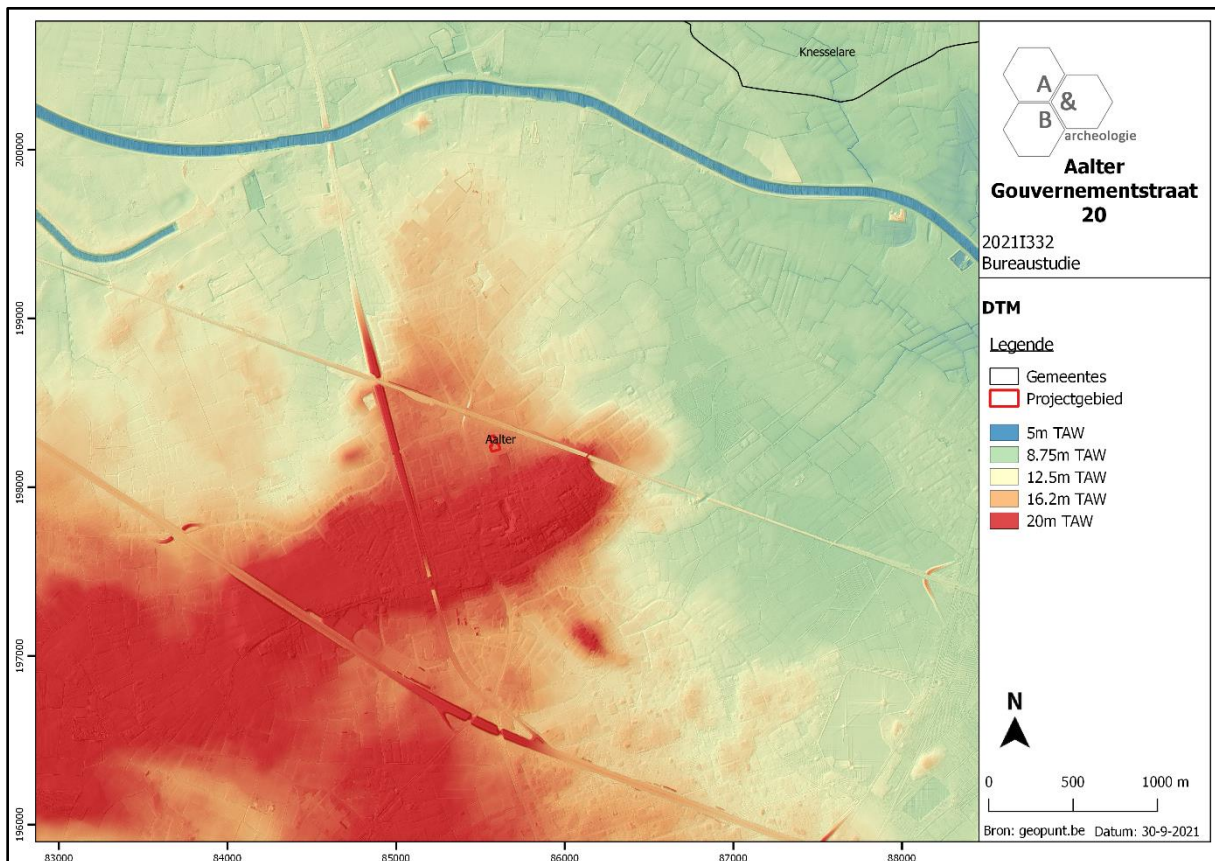 Knesselare
Aalter
200000
199000
198000
197000
196000
83000
84000
85000
86000
87000
88000
A
&
B
archeologie
Aalter
Gouvernementstraat
20
2021I332
Bureaustudie
DTM
Legende
Gemeentes
Projectgebied
5m TAW
8.75m TAW
12.5m TAW
16.2m TAW
20m TAW
N
0 500 1000 m
Bron: geopunt.be Datum: 30-9-2021